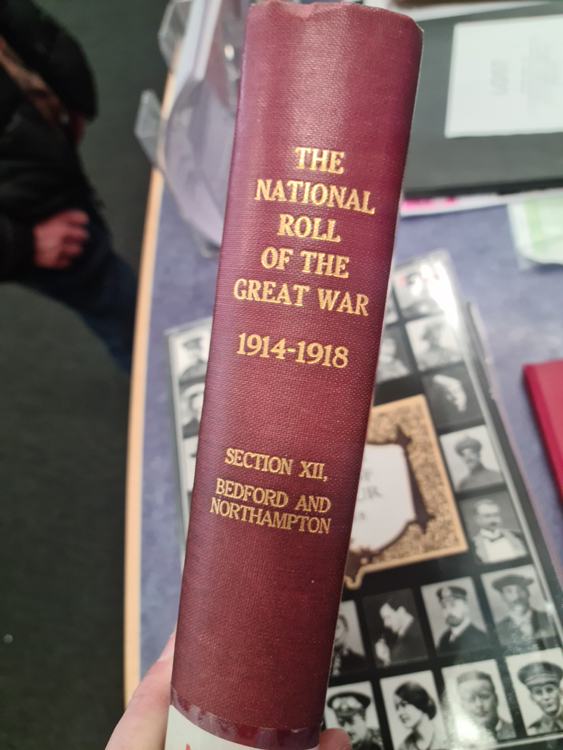 THE
NATIONAL
ROLL
OF THE
GREAT WAR
1914-1918
SECTION XII,
BEDFORD AND
NORTHAMPTON